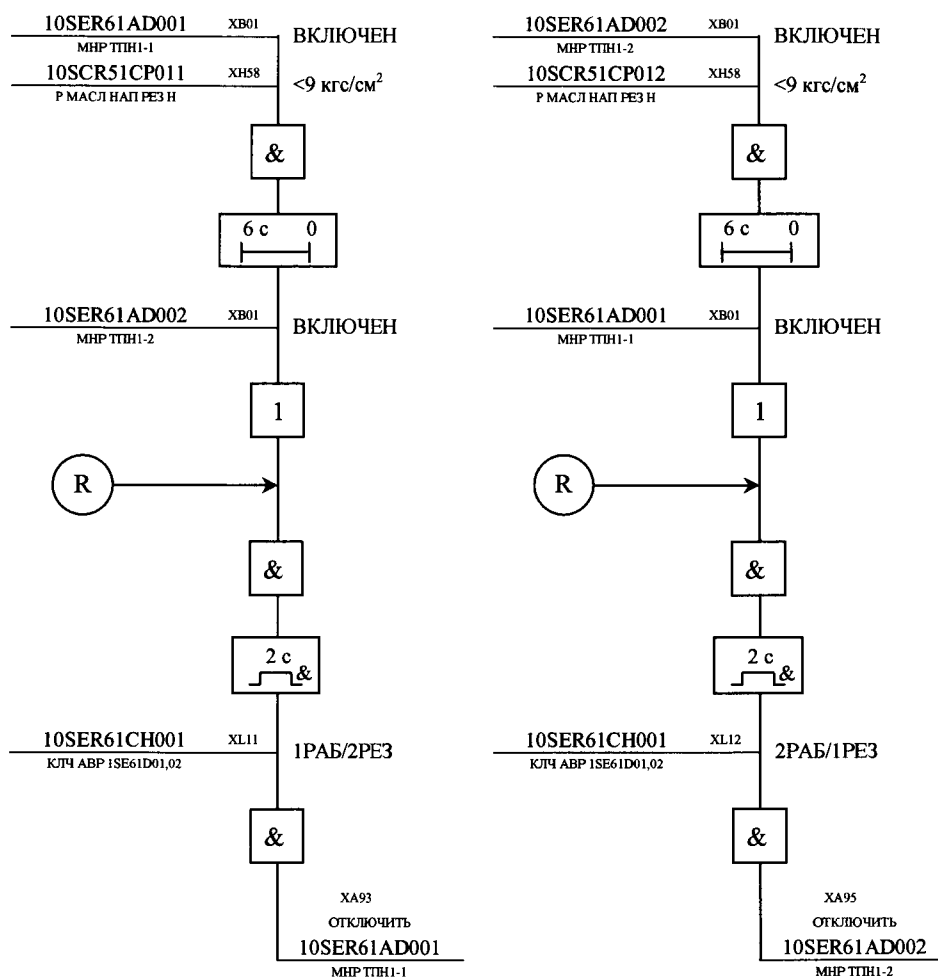 10SER61AD001 XB01 ВКЛЮЧЕН
МНР ТПН1-1
10SCR51CP011 XH58 <9 кгс/см²
Р МАСЛ НАП РЕЗ Н
&
6 с 0
10SER61AD002 XB01 ВКЛЮЧЕН
МНР ТПН1-2
1
R
&
2 с
&
10SER61CH001 XL11 1РАБ/2РЕЗ
КЛЧ АВР 1SE61D01,02
&
XA93
ОТКЛЮЧИТЬ
10SER61AD001
МНР ТПН1-1
10SER61AD002 XB01 ВКЛЮЧЕН
МНР ТПН1-2
10SCR51CP012 XH58 <9 кгс/см²
Р МАСЛ НАП РЕЗ Н
&
6 с 0
10SER61AD001 XB01 ВКЛЮЧЕН
МНР ТПН1-1
1
R
&
2 с
&
10SER61CH001 XL12 2РАБ/1РЕЗ
КЛЧ АВР 1SE61D01,02
&
XA95
ОТКЛЮЧИТЬ
10SER61AD002
МНР ТПН1-2